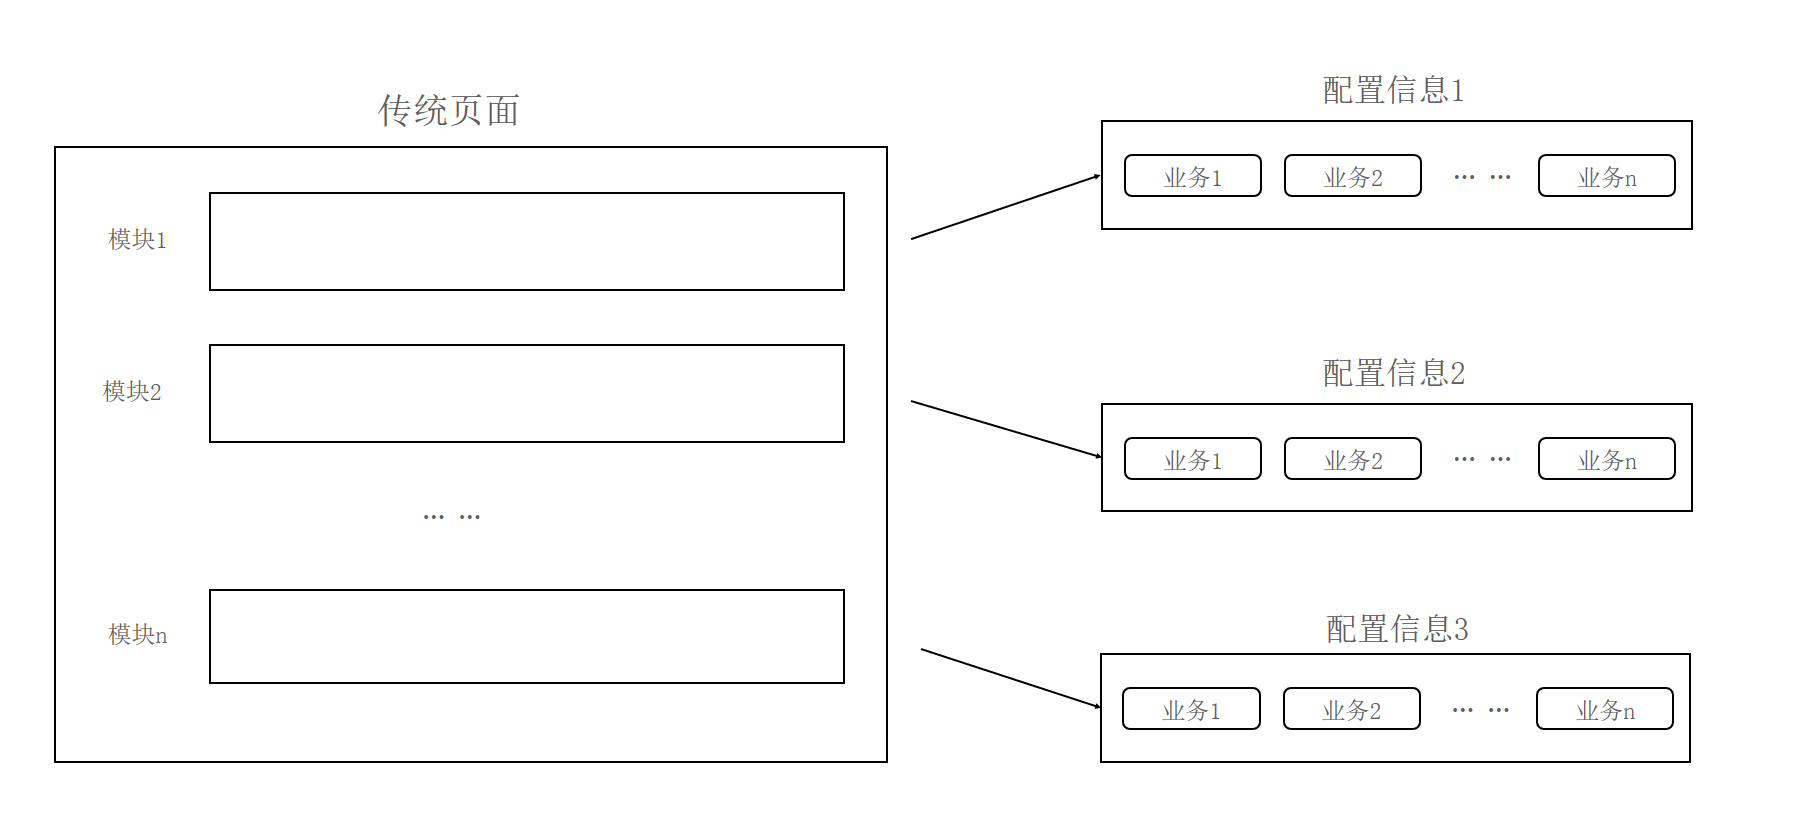 传统页面
模块1
模块2
… …
模块n
配置信息1
业务1
业务2
… …
业务n
配置信息2
业务1
业务2
… …
业务n
配置信息3
业务1
业务2
… …
业务n